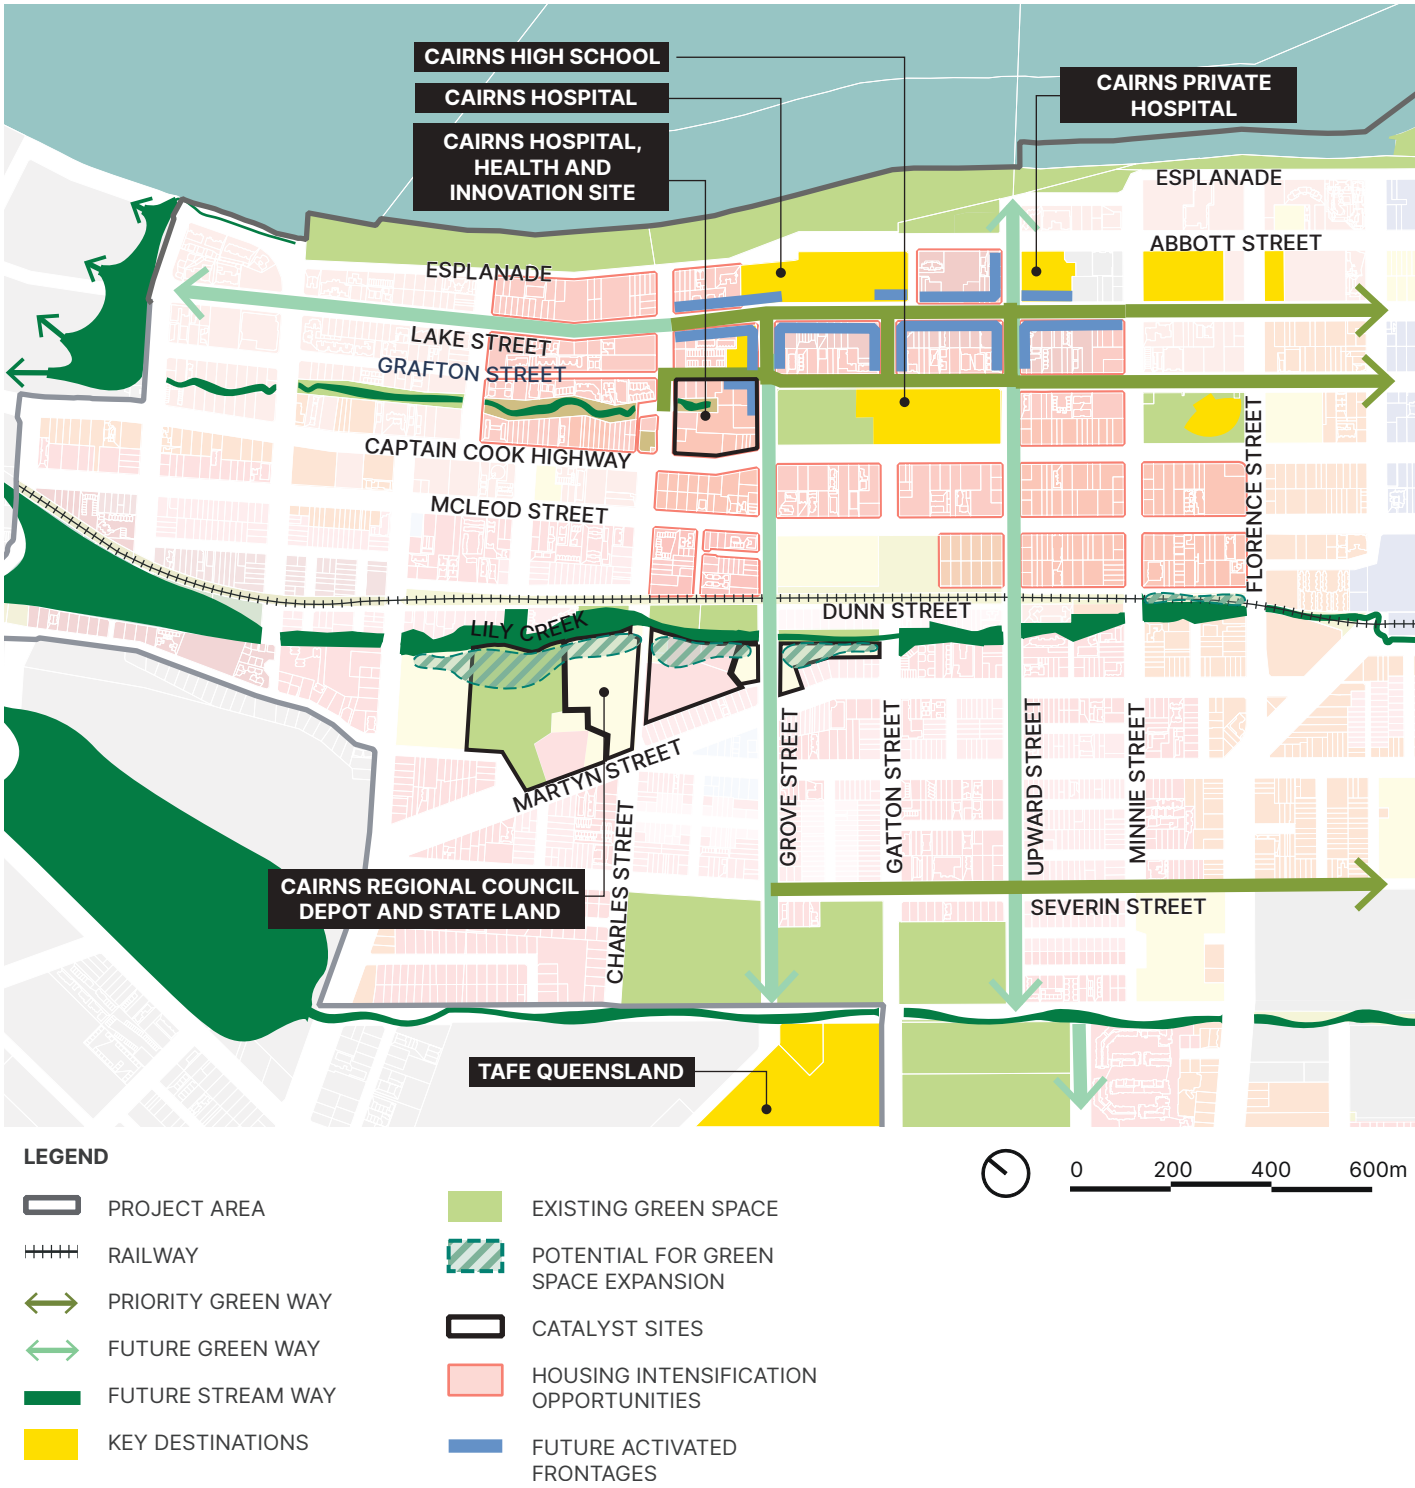 CAIRNS HIGH SCHOOL
CAIRNS HOSPITAL
CAIRNS HOSPITAL,
HEALTH AND
INNOVATION SITE
CAIRNS PRIVATE
HOSPITAL
ESPLANADE
ABBOTT STREET
ESPLANADE
LAKE STREET
GRAFTON STREET
CAPTAIN COOK HIGHWAY
MCLEOD STREET
FLORENCE STREET
DUNN STREET
LILY CREEK
MARTYN STREET
GROVE STREET
GATTON STREET
UPWARD STREET
MINNIE STREET
CHARLES STREET
CAIRNS REGIONAL COUNCIL
DEPOT AND STATE LAND
SEVERIN STREET
TAFE QUEENSLAND
LEGEND
PROJECT AREA
RAILWAY
PRIORITY GREEN WAY
FUTURE GREEN WAY
FUTURE STREAM WAY
KEY DESTINATIONS
EXISTING GREEN SPACE
POTENTIAL FOR GREEN
SPACE EXPANSION
CATALYST SITES
HOUSING INTENSIFICATION
OPPORTUNITIES
FUTURE ACTIVATED
FRONTAGES
0 200 400 600m